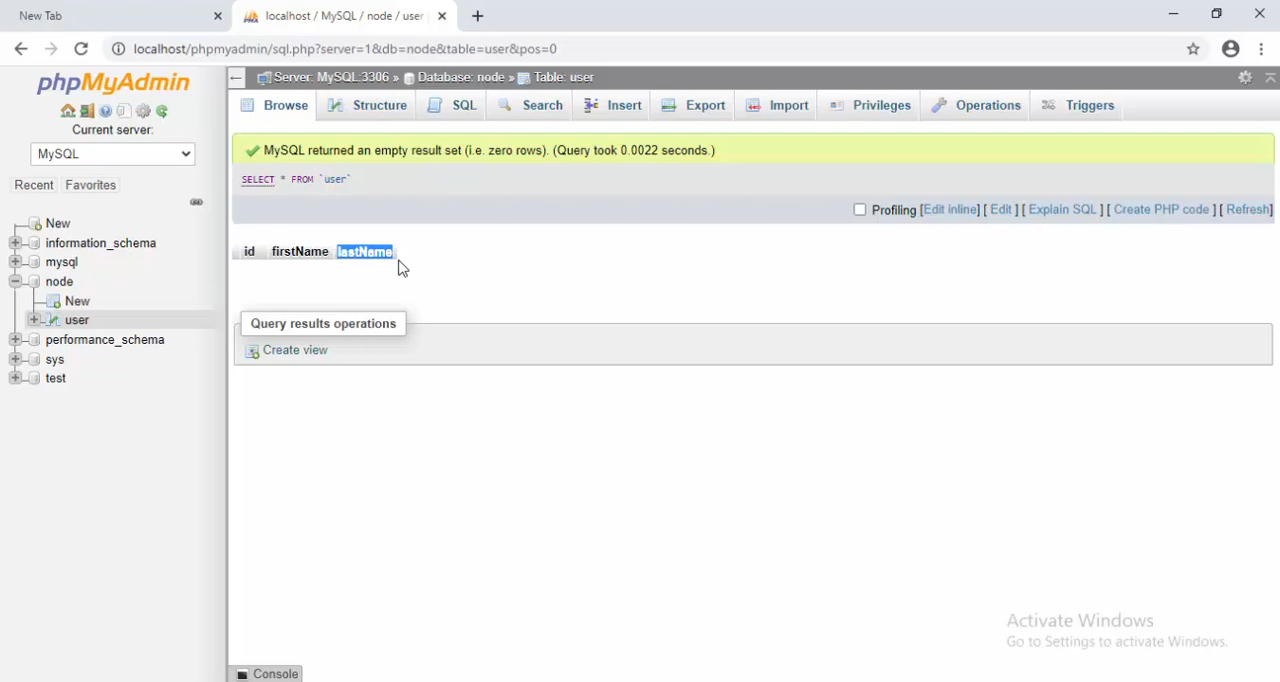 New Tab
localhost / MySQL / node / user
localhost/phpmyadmin/sql.php?server=1&db=node&table=user&pos=0
phpMyAdmin
Current server:
MySQL
Recent Favorites
New
information_schema
mysql
node
New
user
performance_schema
sys
test
Server: MySQL:3306 » Database: node » Table: user
Browse Structure SQL Search Insert Export Import Privileges Operations Triggers
MySQL returned an empty result set (i.e. zero rows). (Query took 0.0022 seconds.)
SELECT * FROM `user`
Profiling [Edit inline] [ Edit ] [ Explain SQL ] [ Create PHP code ] [ Refresh]
id firstName lastName
Query results operations
Create view
Activate Windows
Go to Settings to activate Windows.
Console